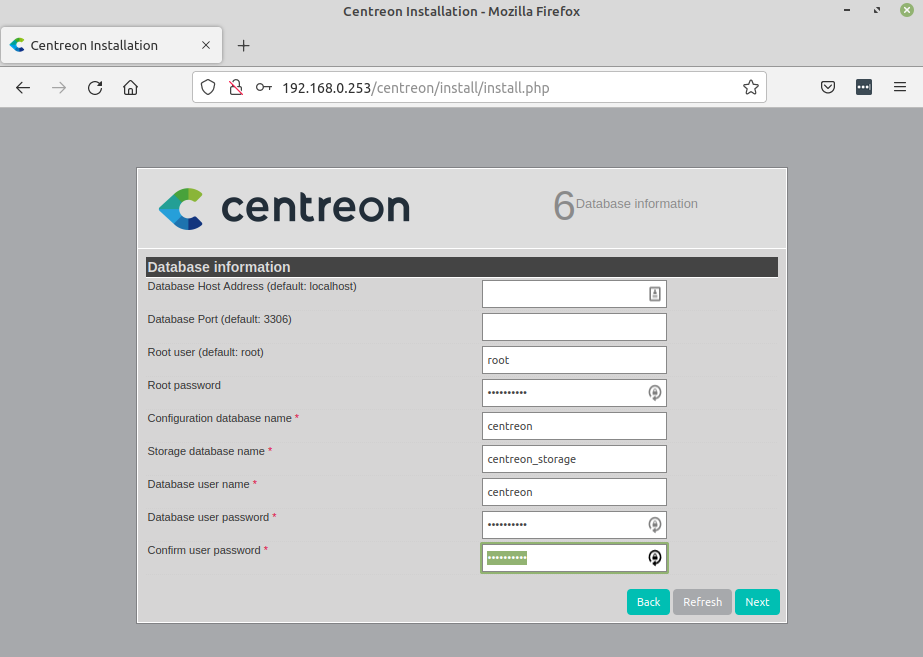 Centreon Installation - Mozilla Firefox
Centreon Installation
192.168.0.253/centreon/install/install.php
centreon
6 Database information
Database information
Database Host Address (default: localhost)
Database Port (default: 3306)
Root user (default: root) root
Root password ••••••••••
Configuration database name * centreon
Storage database name * centreon_storage
Database user name * centreon
Database user password * ••••••••••
Confirm user password * ••••••••••
Back Refresh Next